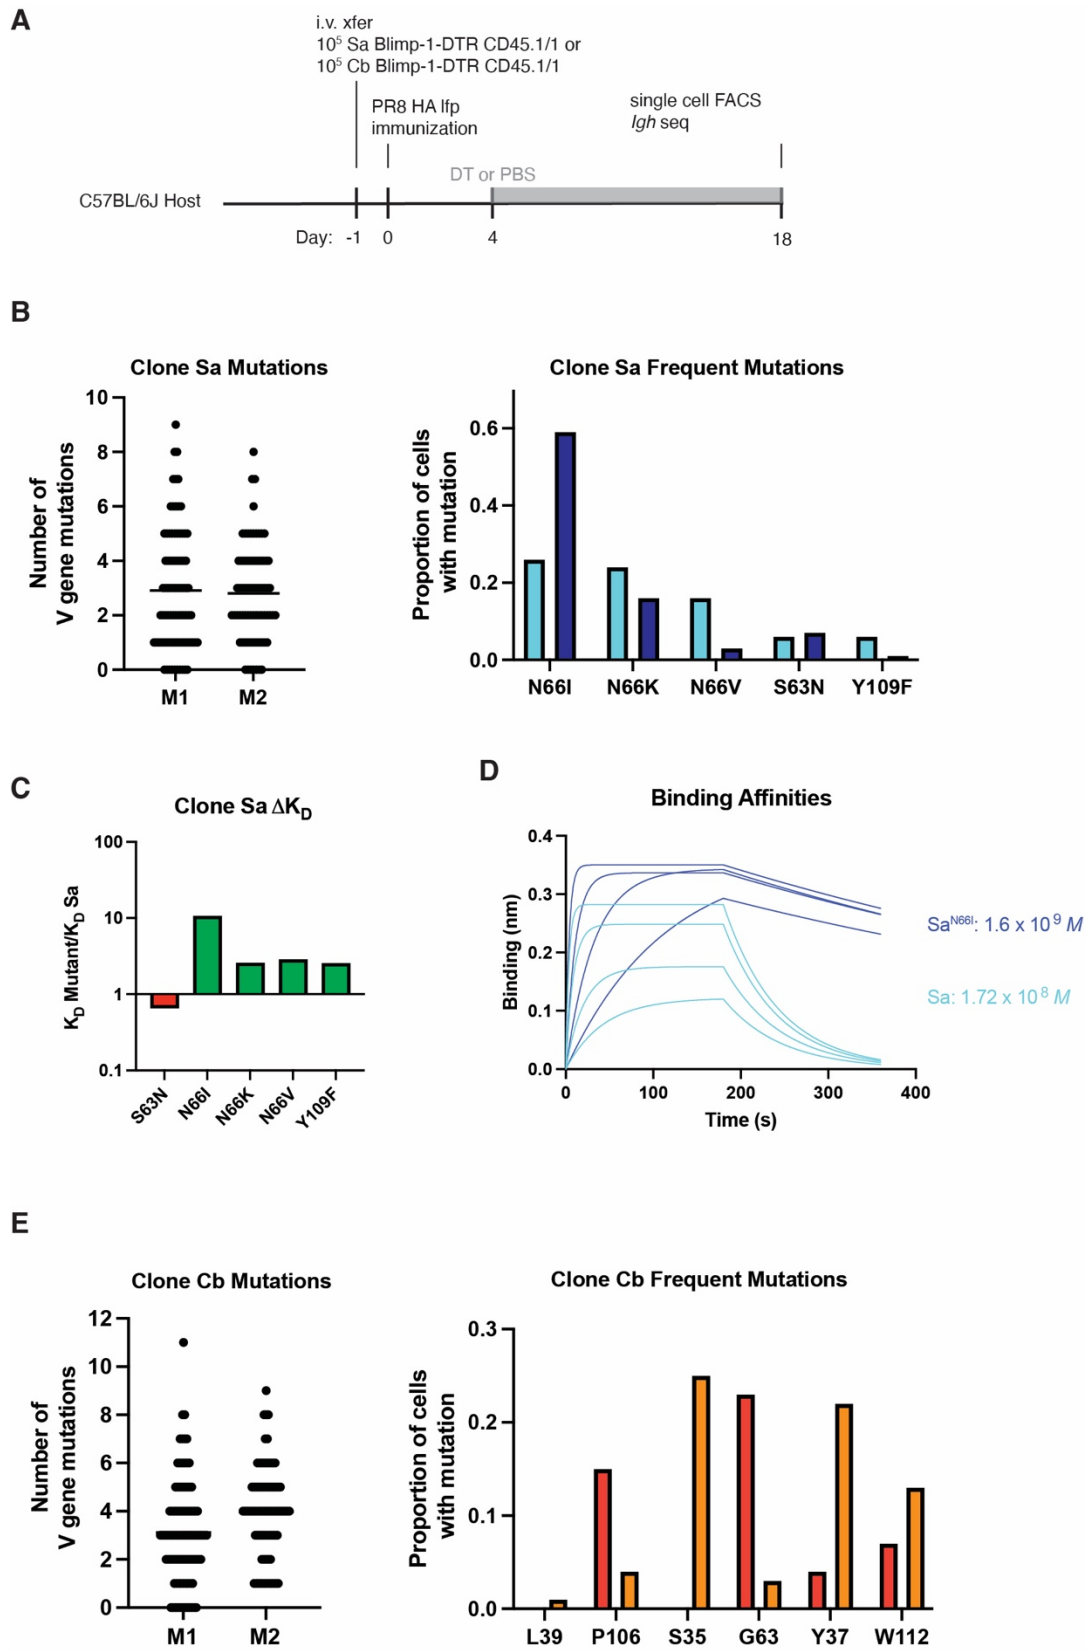 A
i.v. xfer
10⁵ Sa Blimp-1-DTR CD45.1/1 or
10⁵ Cb Blimp-1-DTR CD45.1/1
PR8 HA Ifp
immunization
single cell FACS
Igh seq
DT or PBS
C57BL/6J Host
Day: -1 0 4 18
B
Clone Sa Mutations
Number of
V gene mutations
10
8
6
4
2
0
M1 M2
Clone Sa Frequent Mutations
Proportion of cells
with mutation
0.6
0.4
0.2
0.0
N66I N66K N66V S63N Y109F
C
Clone Sa ΔK_D
K_D Mutant/K_D Sa
100
10
1
0.1
S63N N66I N66K N66V Y109F
D
Binding Affinities
Binding (nm)
0.4
0.3
0.2
0.1
0.0
0 100 200 300 400
Time (s)
Sa^N66I: 1.6 x 10⁹ M
Sa: 1.72 x 10⁸ M
E
Clone Cb Mutations
Number of
V gene mutations
12
10
8
6
4
2
0
M1 M2
Clone Cb Frequent Mutations
Proportion of cells
with mutation
0.3
0.2
0.1
0.0
L39 P106 S35 G63 Y37 W112